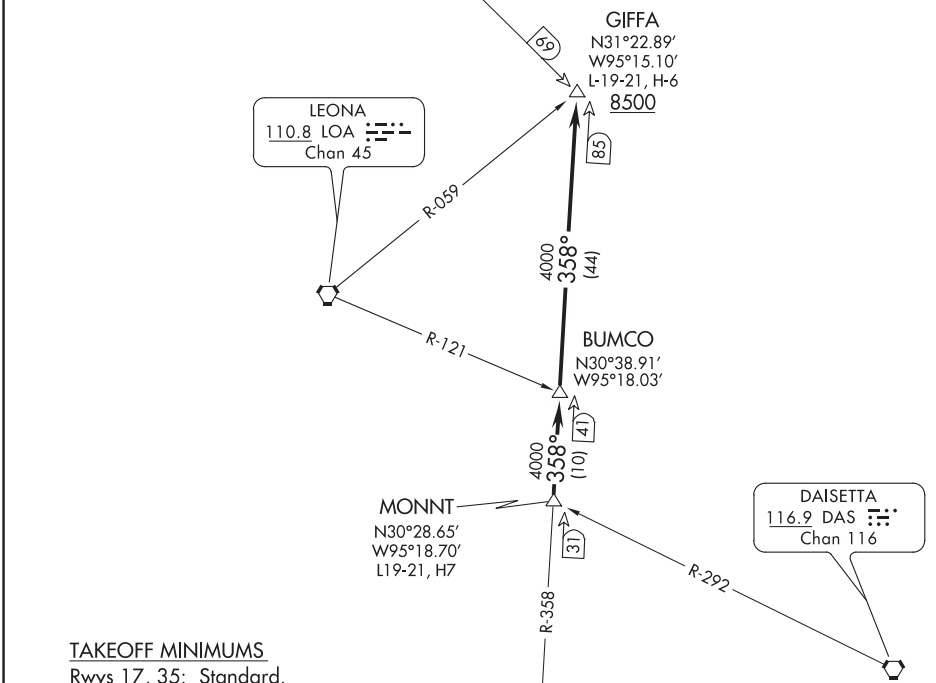 GIFFA
N31°22.89'
W95°15.10'
L-19-21, H-6
8500
69
85
LEONA
110.8 LOA
Chan 45
R-059
4000
358°
(44)
R-121
BUMCO
N30°38.91'
W95°18.03'
41
4000
358°
(10)
MONNT
N30°28.65'
W95°18.70'
L19-21, H7
31
DAISETTA
116.9 DAS
Chan 116
R-292
R-358
TAKEOFF MINIMUMS
Rwys 17, 35: Standard.